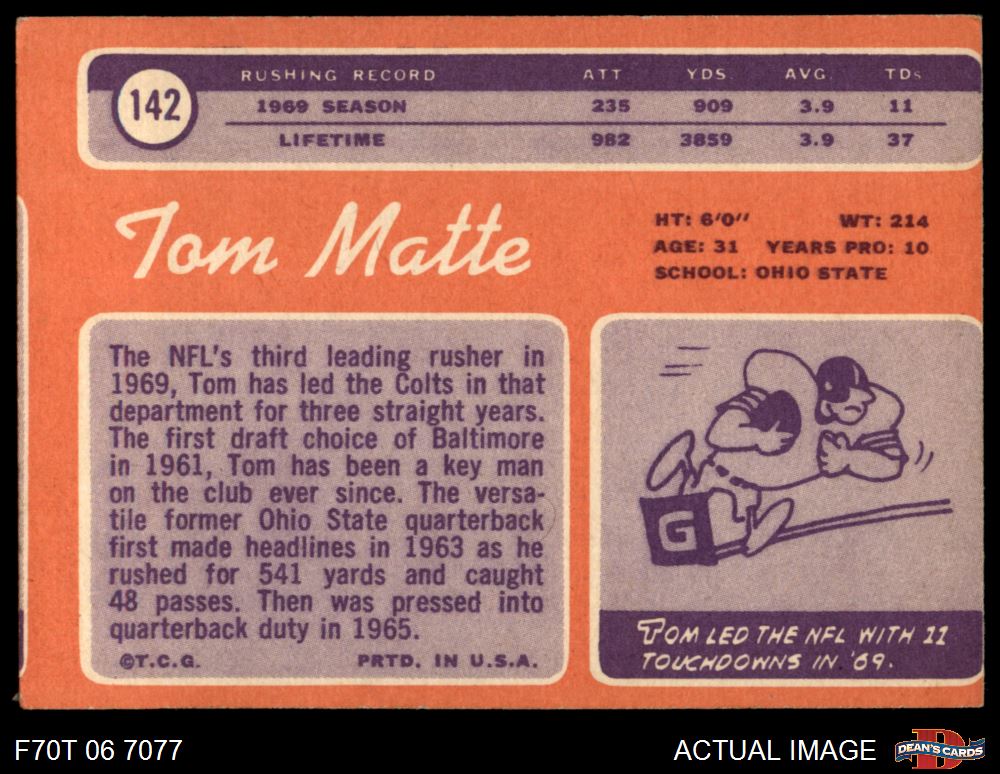 142
RUSHING RECORD ATT YDS. AVG. TDs
1969 SEASON 235 909 3.9 11
LIFETIME 982 3859 3.9 37
Tom Matte
HT: 6'0" WT: 214
AGE: 31 YEARS PRO: 10
SCHOOL: OHIO STATE
The NFL's third leading rusher in
1969, Tom has led the Colts in that
department for three straight years.
The first draft choice of Baltimore
in 1961, Tom has been a key man
on the club ever since. The versa-
tile former Ohio State quarterback
first made headlines in 1963 as he
rushed for 541 yards and caught
48 passes. Then was pressed into
quarterback duty in 1965.
©T.C.G. PRTD. IN U.S.A.
G
TOM LED THE NFL WITH 11
TOUCHDOWNS IN '69.
F70T 06 7077
ACTUAL IMAGE
D
DEAN'S CARDS